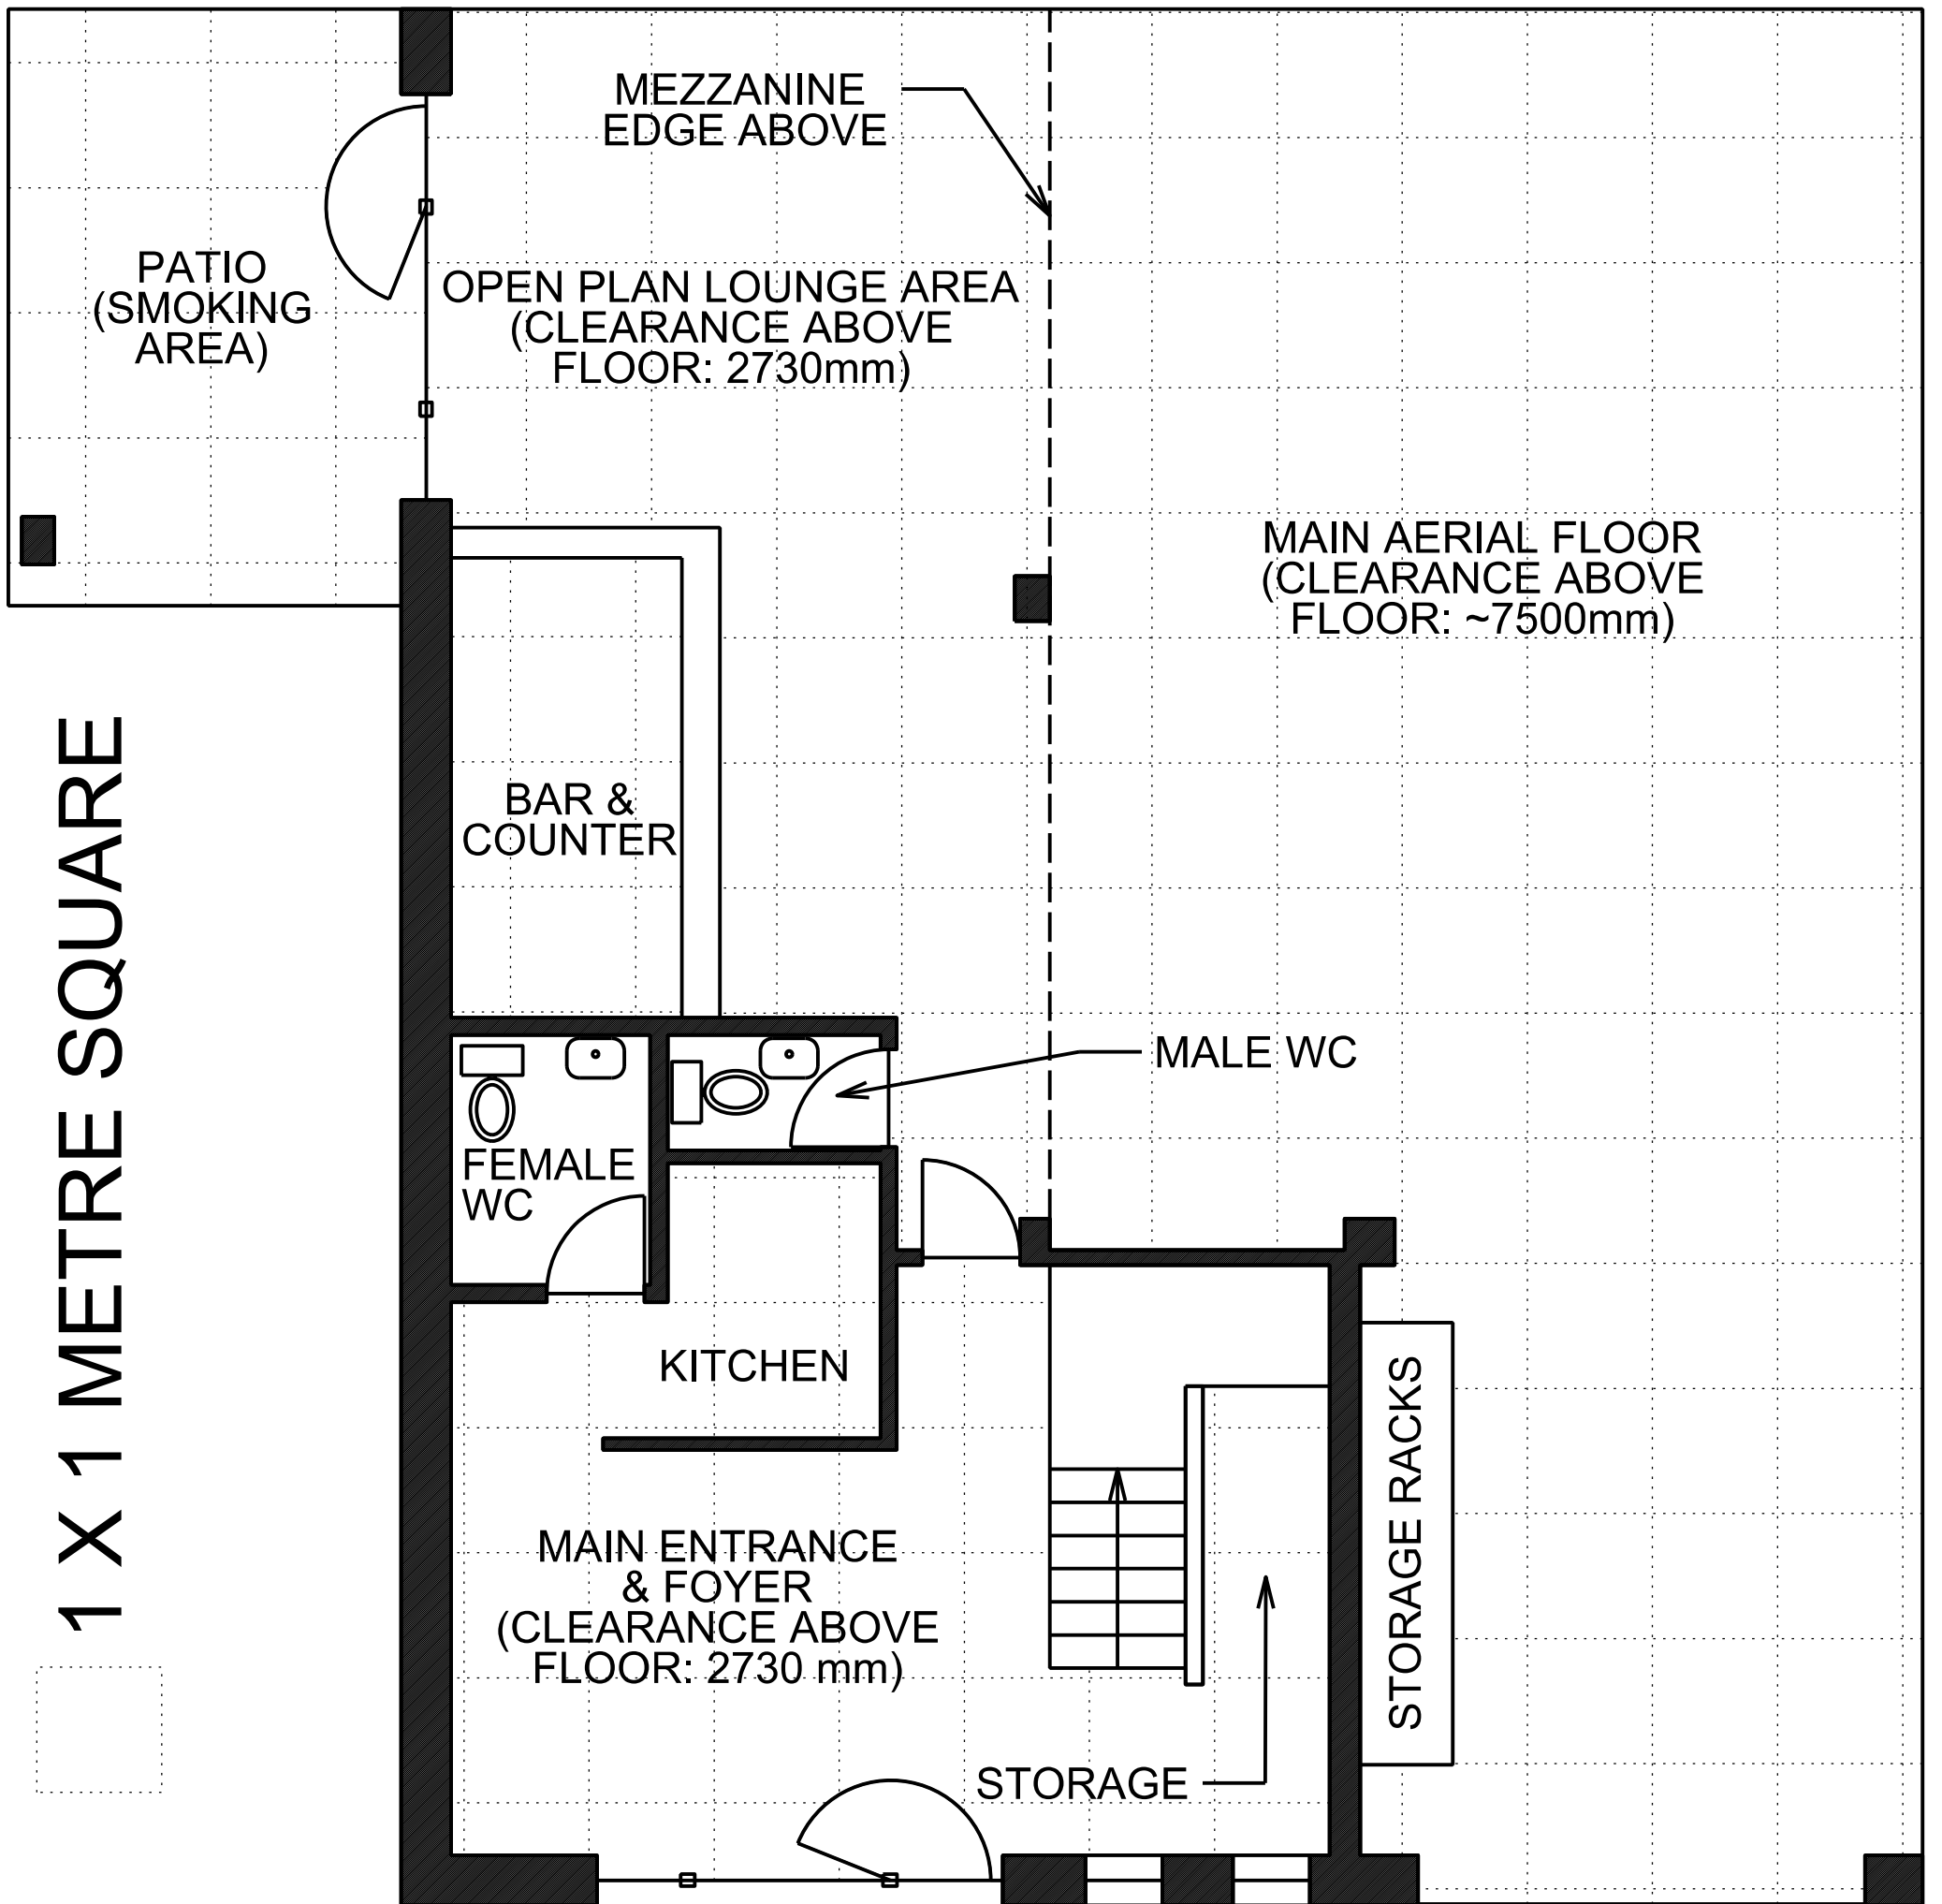 MEZZANINE
EDGE ABOVE
PATIO
(SMOKING
AREA)
OPEN PLAN LOUNGE AREA
(CLEARANCE ABOVE
FLOOR: 2730mm)
MAIN AERIAL FLOOR
(CLEARANCE ABOVE
FLOOR: ~7500mm)
BAR &
COUNTER
1 X 1 METRE SQUARE
MALE WC
FEMALE
WC
KITCHEN
STORAGE RACKS
MAIN ENTRANCE
& FOYER
(CLEARANCE ABOVE
FLOOR: 2730 mm)
STORAGE